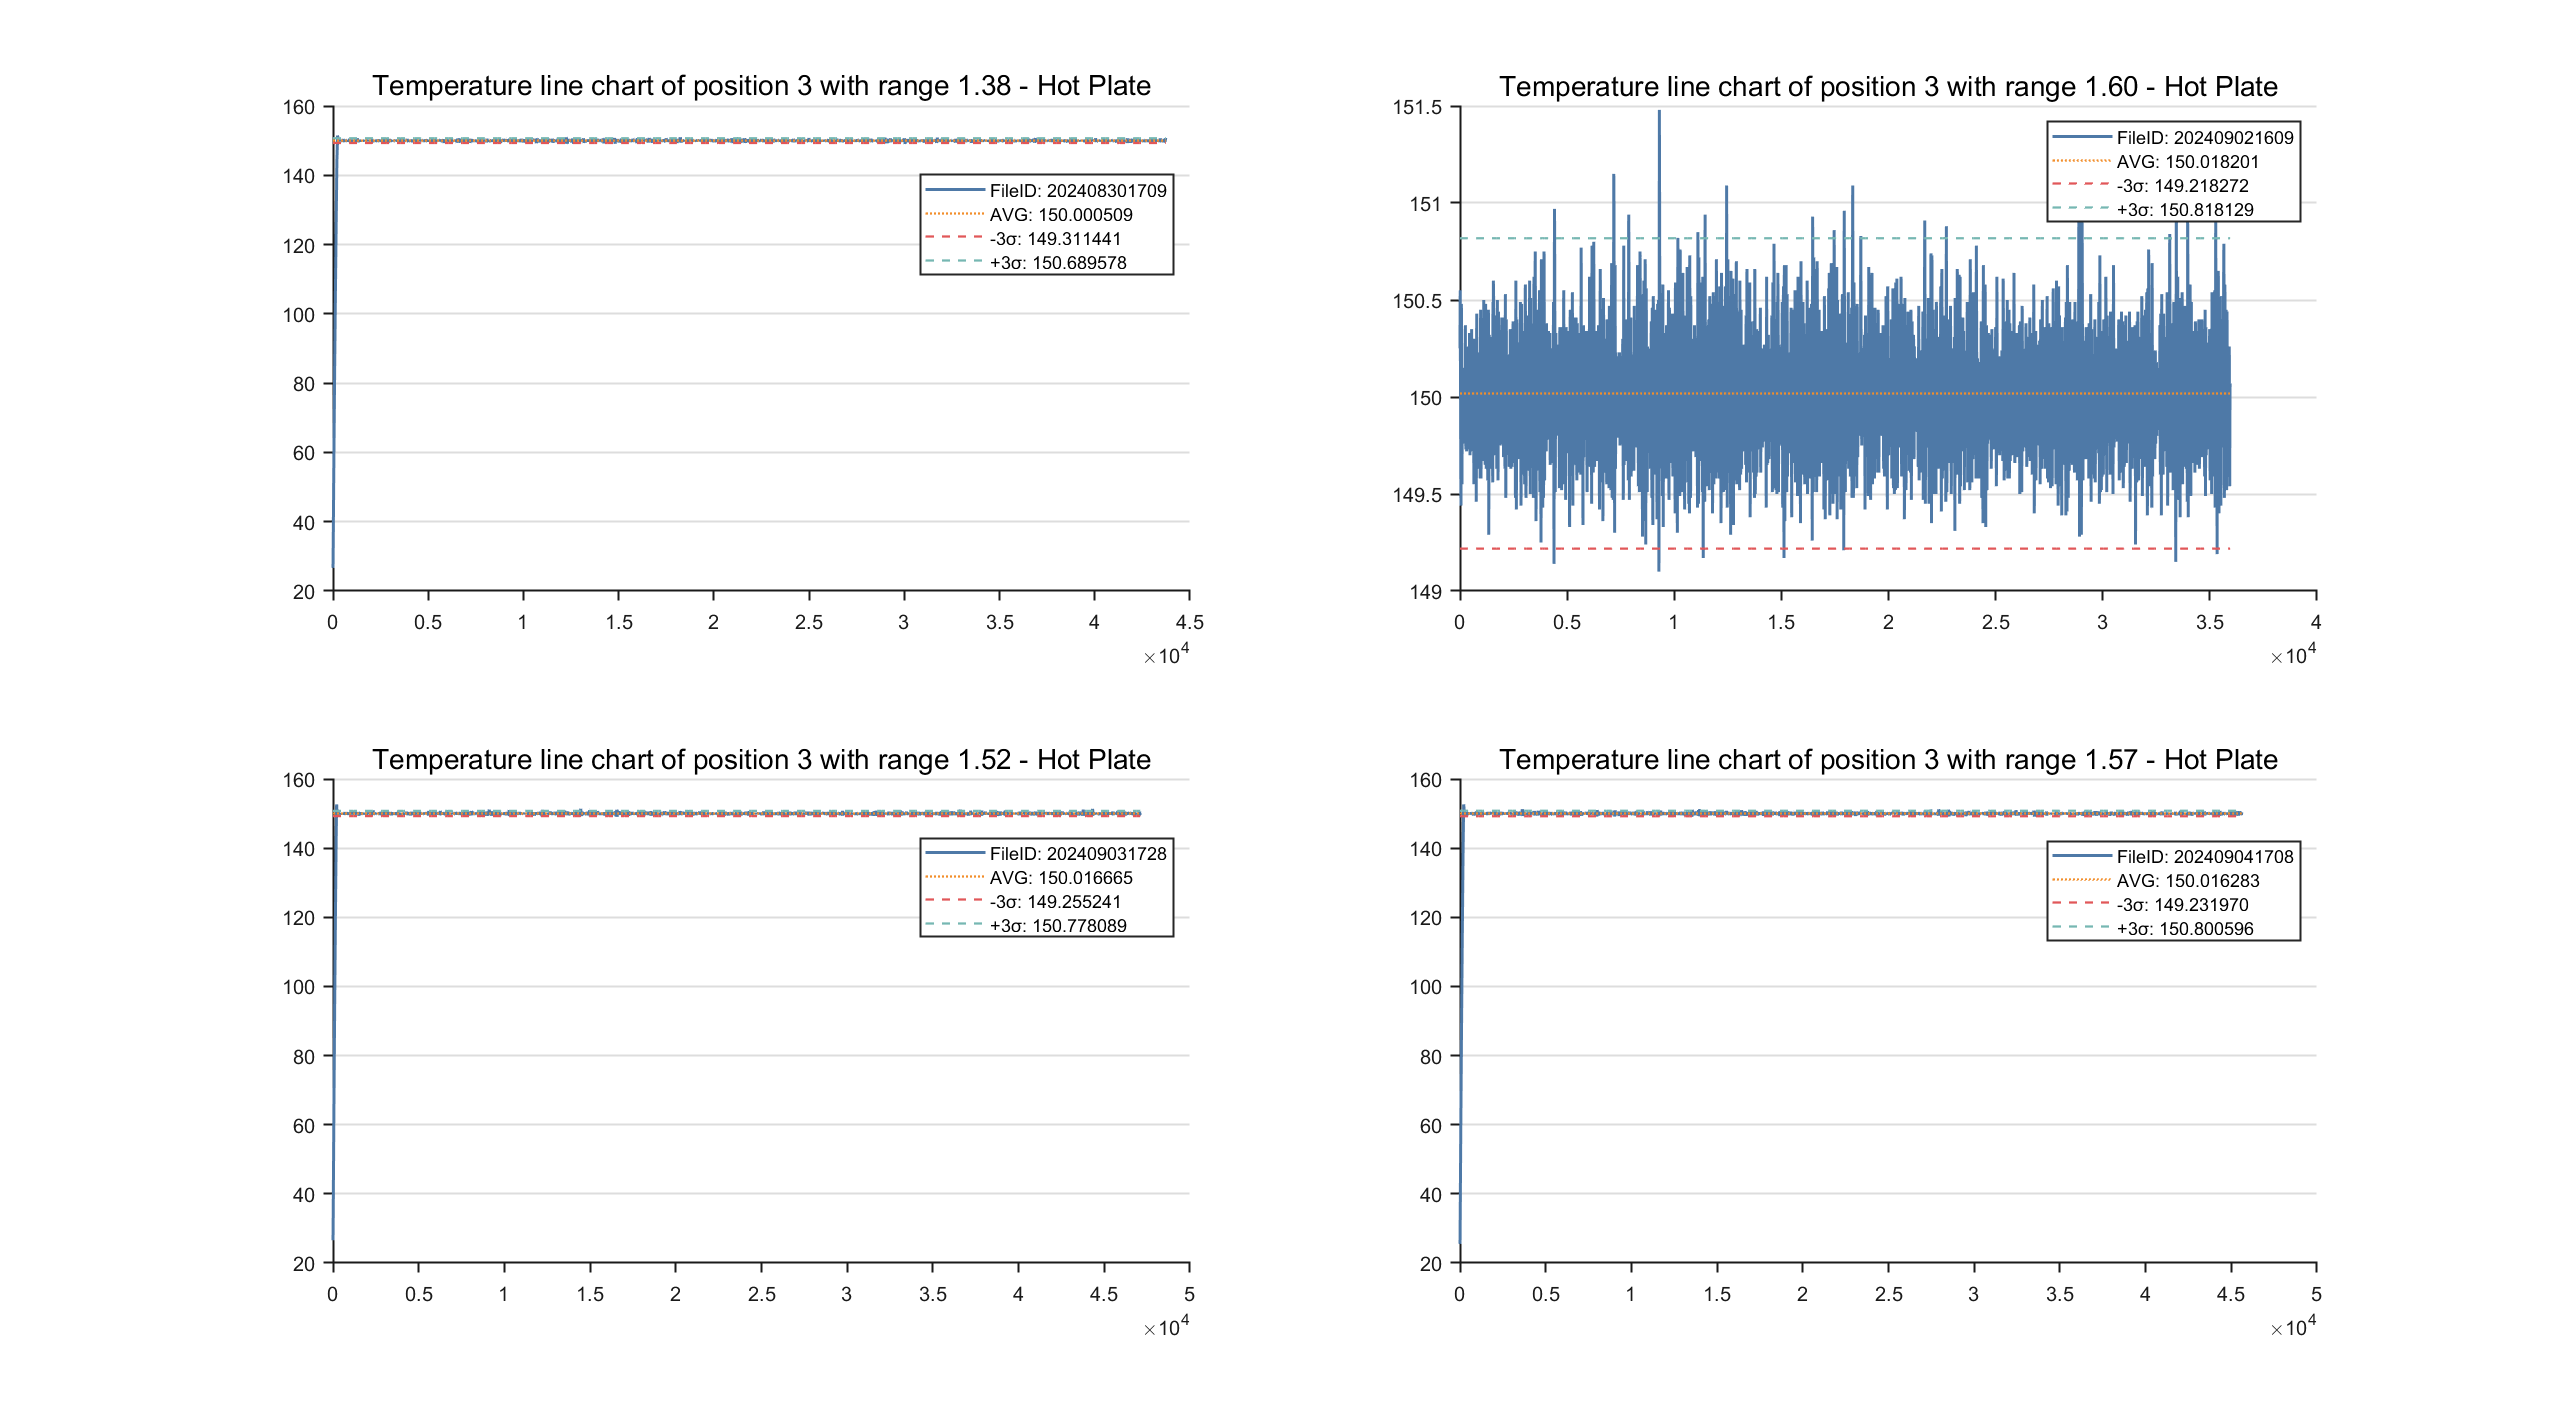 Temperature line chart of position 3 with range 1.38 - Hot Plate
160
140
120
100
80
60
40
20
0 0.5 1 1.5 2 2.5 3 3.5 4 4.5
×10⁴
FileID: 202408301709
AVG: 150.000509
-3σ: 149.311441
+3σ: 150.689578
Temperature line chart of position 3 with range 1.60 - Hot Plate
151.5
151
150.5
150
149.5
149
0 0.5 1 1.5 2 2.5 3 3.5 4
×10⁴
FileID: 202409021609
AVG: 150.018201
-3σ: 149.218272
+3σ: 150.818129
Temperature line chart of position 3 with range 1.52 - Hot Plate
160
140
120
100
80
60
40
20
0 0.5 1 1.5 2 2.5 3 3.5 4 4.5 5
×10⁴
FileID: 202409031728
AVG: 150.016665
-3σ: 149.255241
+3σ: 150.778089
Temperature line chart of position 3 with range 1.57 - Hot Plate
160
140
120
100
80
60
40
20
0 0.5 1 1.5 2 2.5 3 3.5 4 4.5 5
×10⁴
FileID: 202409041708
AVG: 150.016283
-3σ: 149.231970
+3σ: 150.800596